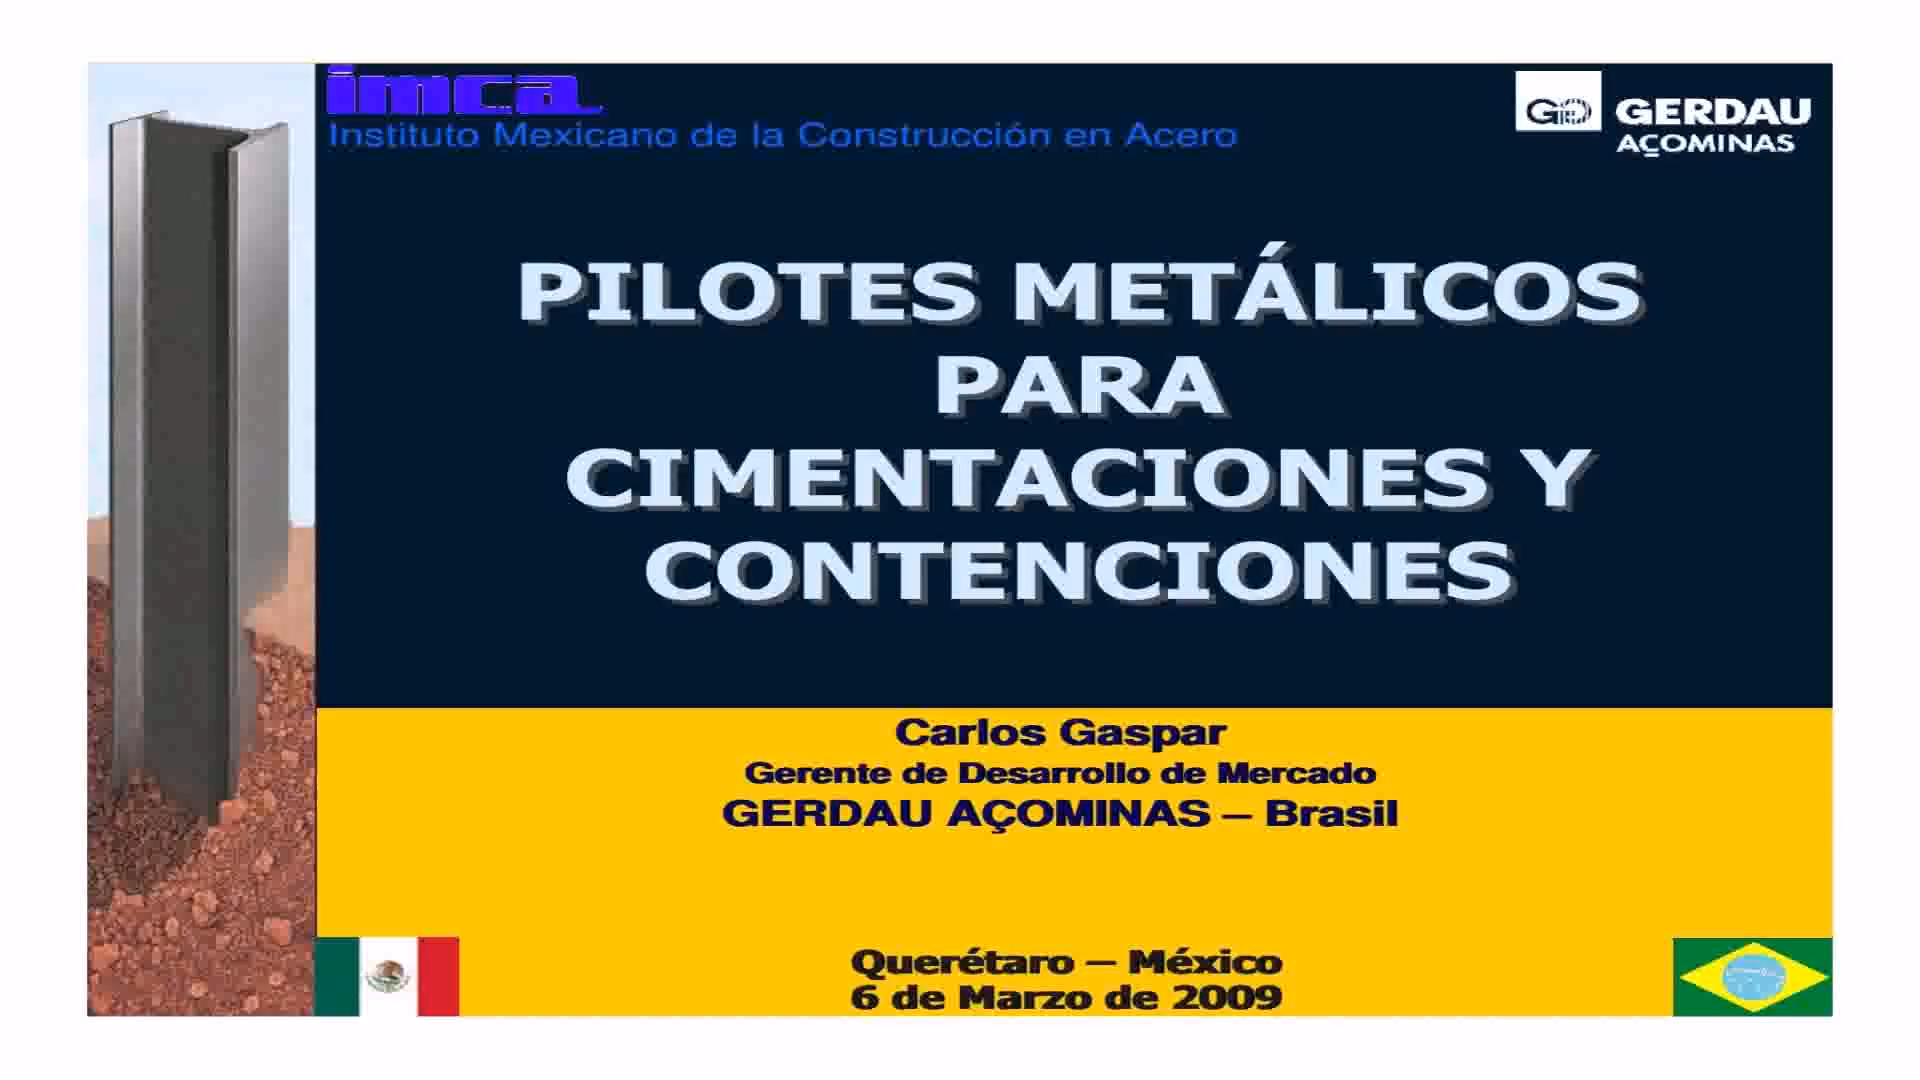 imca
Instituto Mexicano de la Construcción en Acero
GERDAU
AÇOMINAS
PILOTES METÁLICOS
PARA
CIMENTACIONES Y
CONTENCIONES
Carlos Gaspar
Gerente de Desarrollo de Mercado
GERDAU AÇOMINAS – Brasil
Querétaro – México
6 de Marzo de 2009